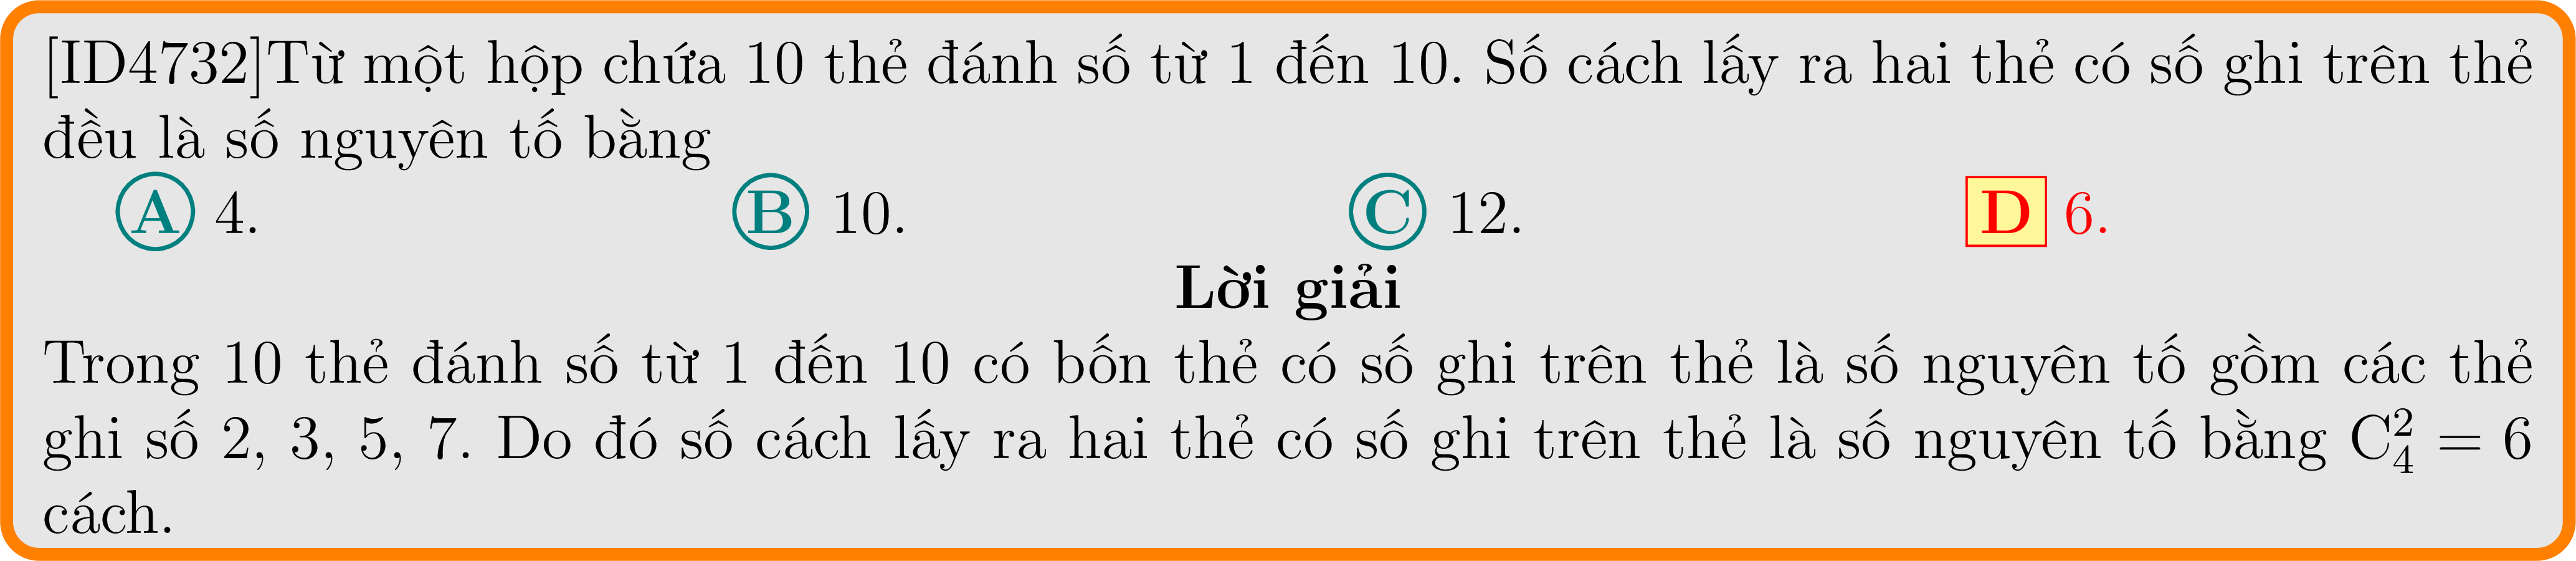 [ID4732]Từ một hộp chứa 10 thẻ đánh số từ 1 đến 10. Số cách lấy ra hai thẻ có số ghi trên thẻ
đều là số nguyên tố bằng
A 4. B 10. C 12. D 6.
Lời giải
Trong 10 thẻ đánh số từ 1 đến 10 có bốn thẻ có số ghi trên thẻ là số nguyên tố gồm các thẻ
ghi số 2, 3, 5, 7. Do đó số cách lấy ra hai thẻ có số ghi trên thẻ là số nguyên tố bằng C₄² = 6
cách.